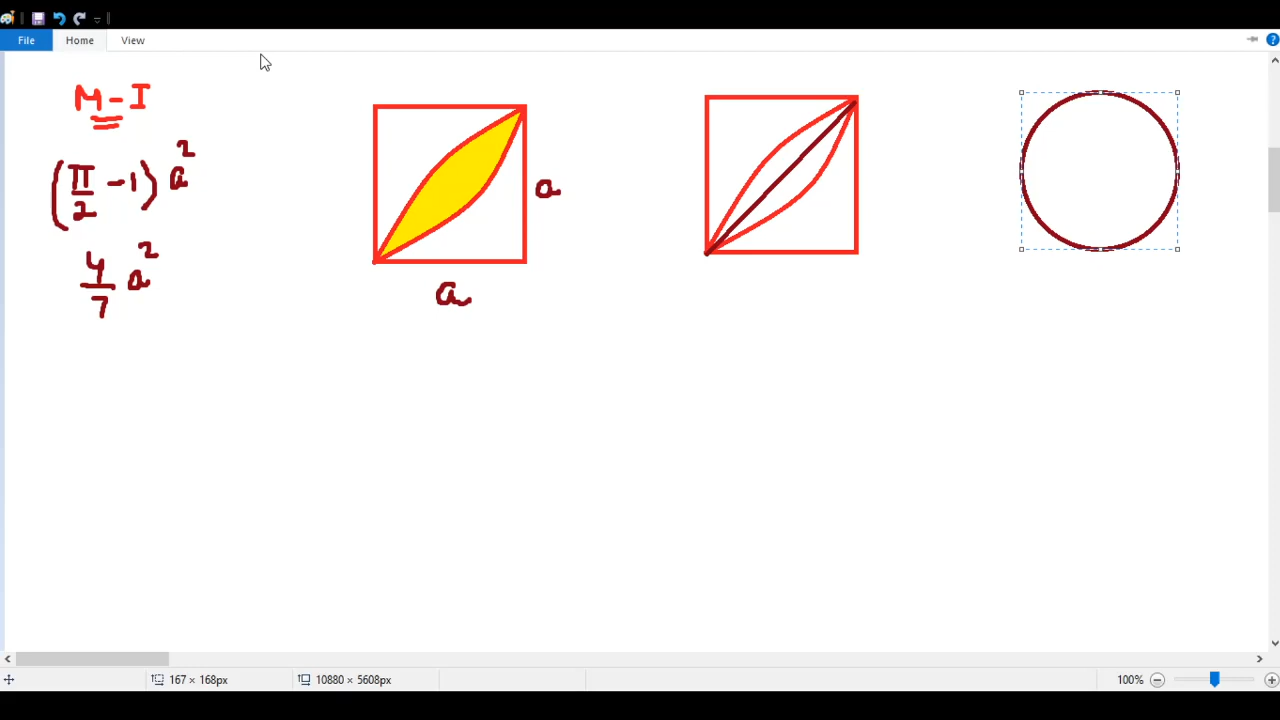 File Home View
M-I
(π/2 -1) a²
4/7 a²
a
a
167 × 168px 10880 × 5608px 100%